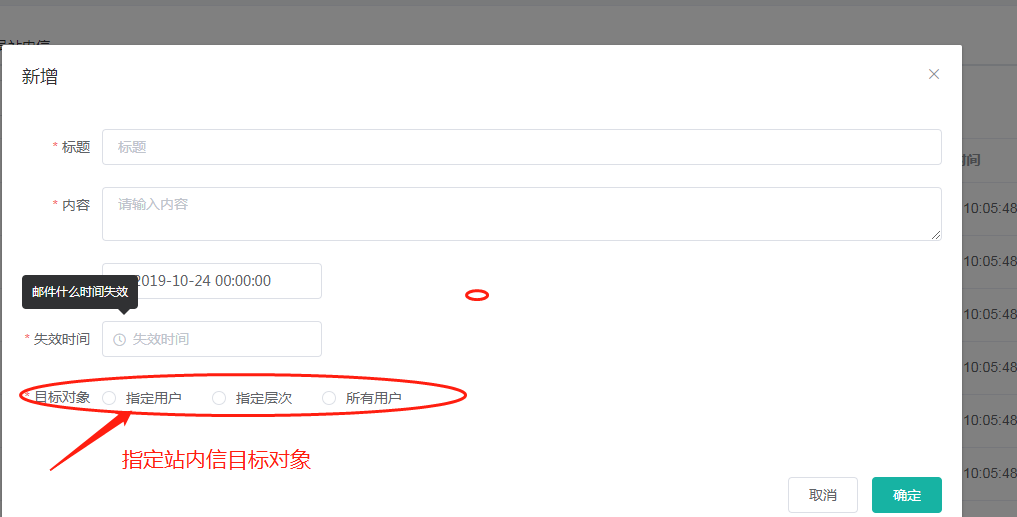 新增
* 标题 标题
* 内容 请输入内容
2019-10-24 00:00:00
邮件什么时间失效
* 失效时间 失效时间
* 目标对象 指定用户 指定层次 所有用户
指定站内信目标对象
取消 确定
时间
10:05:48
10:05:48
10:05:48
10:05:48
10:05:48
10:05:48